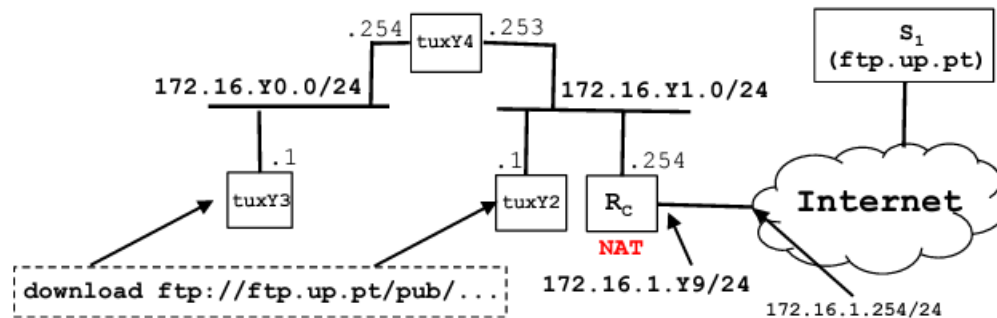 .254
tuxY4
.253
S₁
(ftp.up.pt)
172.16.Y0.0/24
172.16.Y1.0/24
.1
.1
.254
tuxY3
tuxY2
R_C
Internet
NAT
download ftp://ftp.up.pt/pub/...
172.16.1.Y9/24
172.16.1.254/24